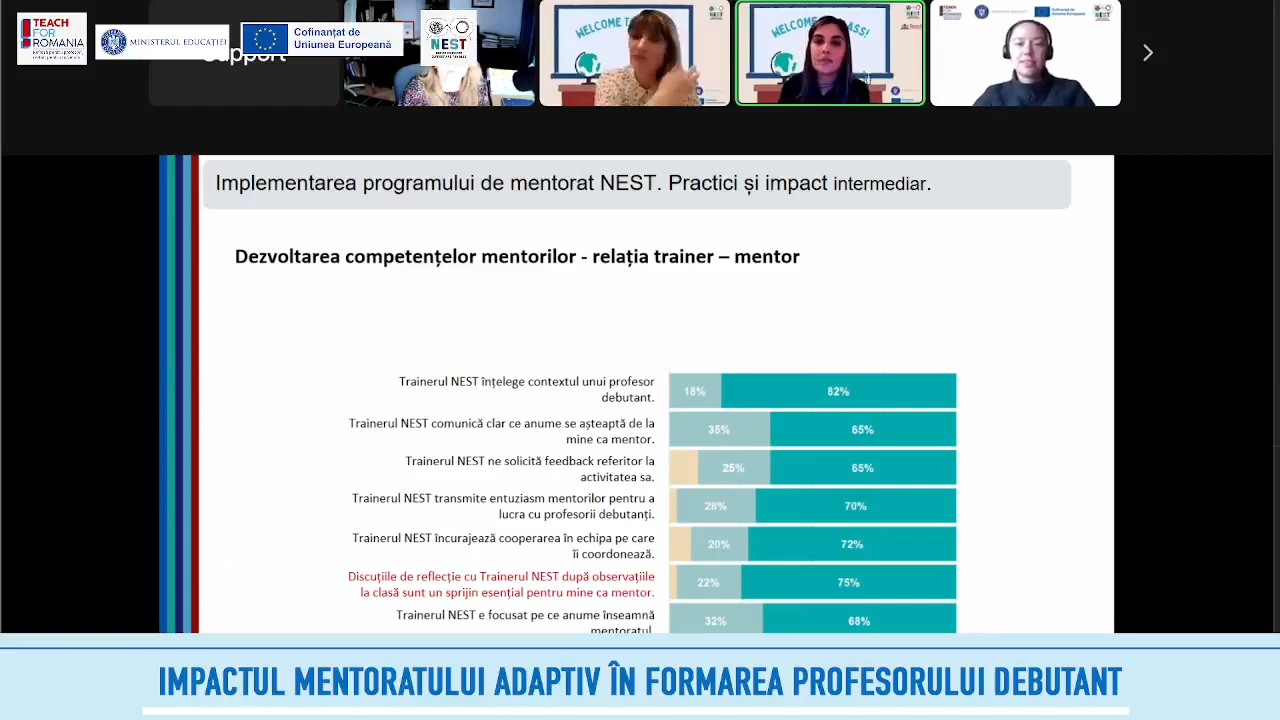 TEACH
FOR
ROMANIA
MINISTERUL EDUCAȚIEI
Cofinanțat de
Uniunea Europeană
NEST
WELCOME
WELCOME
Implementarea programului de mentorat NEST. Practici și impact intermediar.
Dezvoltarea competențelor mentorilor - relația trainer – mentor
Trainerul NEST înțelege contextul unui profesor
debutant.
18% 82%
Trainerul NEST comunică clar ce anume se așteaptă de la
mine ca mentor.
35% 65%
Trainerul NEST ne solicită feedback referitor la
activitatea sa.
25% 65%
Trainerul NEST transmite entuziasm mentorilor pentru a
lucra cu profesorii debutanți.
28% 70%
Trainerul NEST încurajează cooperarea în echipa pe care
îi coordonează.
20% 72%
Discuțiile de reflecție cu Trainerul NEST după observațiile
la clasă sunt un sprijin esențial pentru mine ca mentor.
22% 75%
Trainerul NEST e focusat pe ce anume înseamnă
mentoratul.
32% 68%
IMPACTUL MENTORATULUI ADAPTIV ÎN FORMAREA PROFESORULUI DEBUTANT